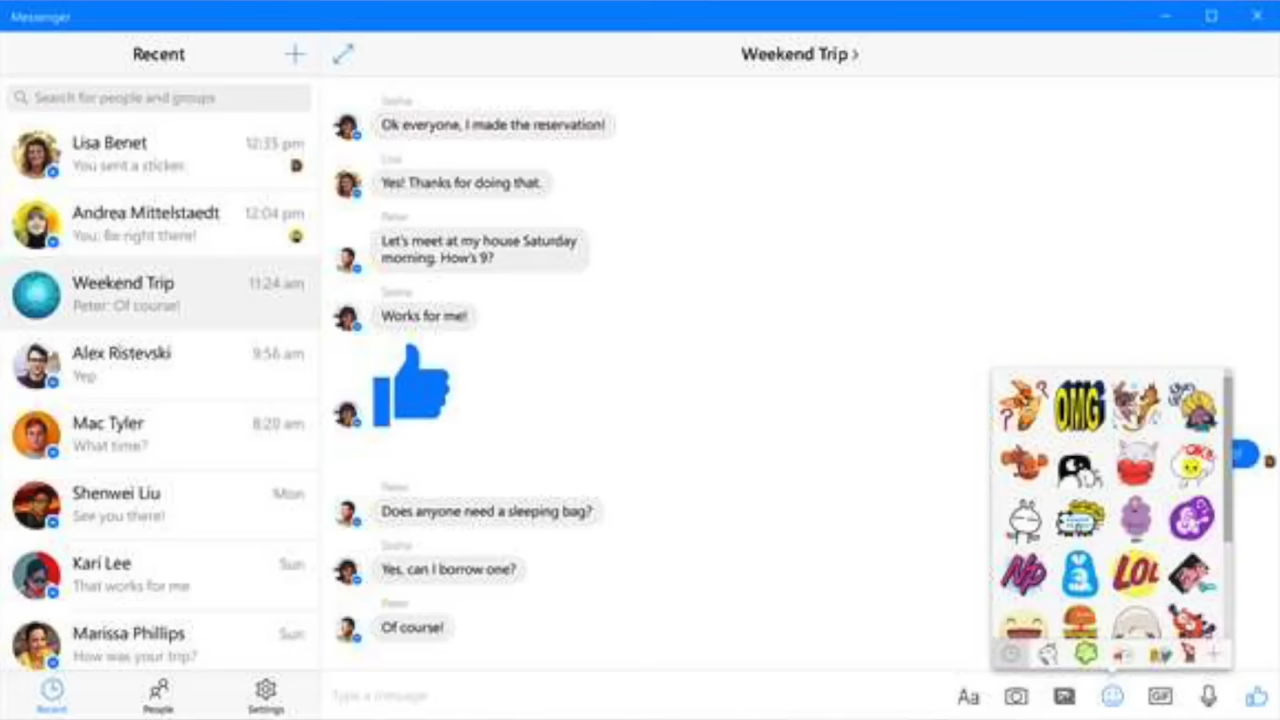 Messenger
Recent
Weekend Trip ›
Search for people and groups
Lisa Benet
12:35 pm
You sent a sticker.
Andrea Mittelstaedt
12:04 pm
You: Be right there!
Weekend Trip
11:24 am
Peter: Of course!
Alex Ristevski
9:56 am
Yep
Mac Tyler
8:20 am
What time?
Shenwei Liu
Mon
See you there!
Kari Lee
Sun
That works for me
Marissa Phillips
Sun
How was your trip?
Recent
People
Settings
Sasha
Ok everyone, I made the reservation!
Lisa
Yes! Thanks for doing that.
Peter
Let's meet at my house Saturday
morning. How's 9?
Sasha
Works for me!
Peter
Does anyone need a sleeping bag?
Sasha
Yes, can I borrow one?
Peter
Of course!
OMG
Np
LOL
Type a message
Aa
GIF